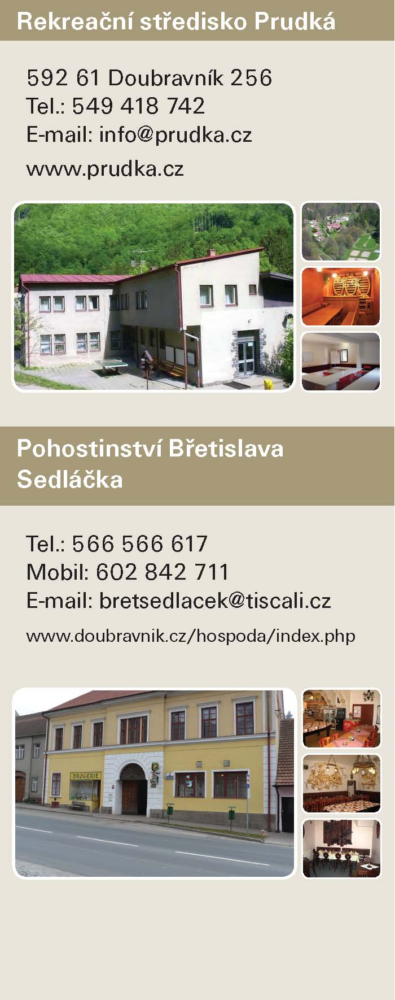 Rekreační středisko Prudká
592 61 Doubravník 256
Tel.: 549 418 742
E-mail: info@prudka.cz
www.prudka.cz
Pohostinství Břetislava
Sedláčka
Tel.: 566 566 617
Mobil: 602 842 711
E-mail: bretsedlacek@tiscali.cz
www.doubravnik.cz/hospoda/index.php
DROGERIE